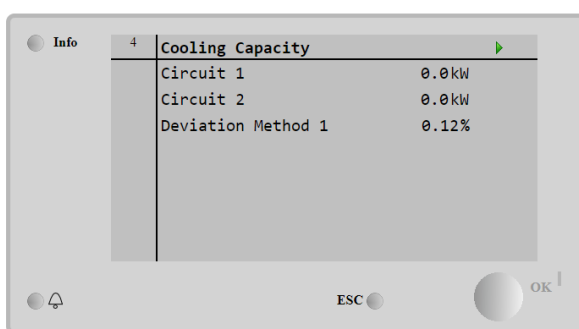 Info
4 Cooling Capacity
Circuit 1 0.0kW
Circuit 2 0.0kW
Deviation Method 1 0.12%
ESC
OK